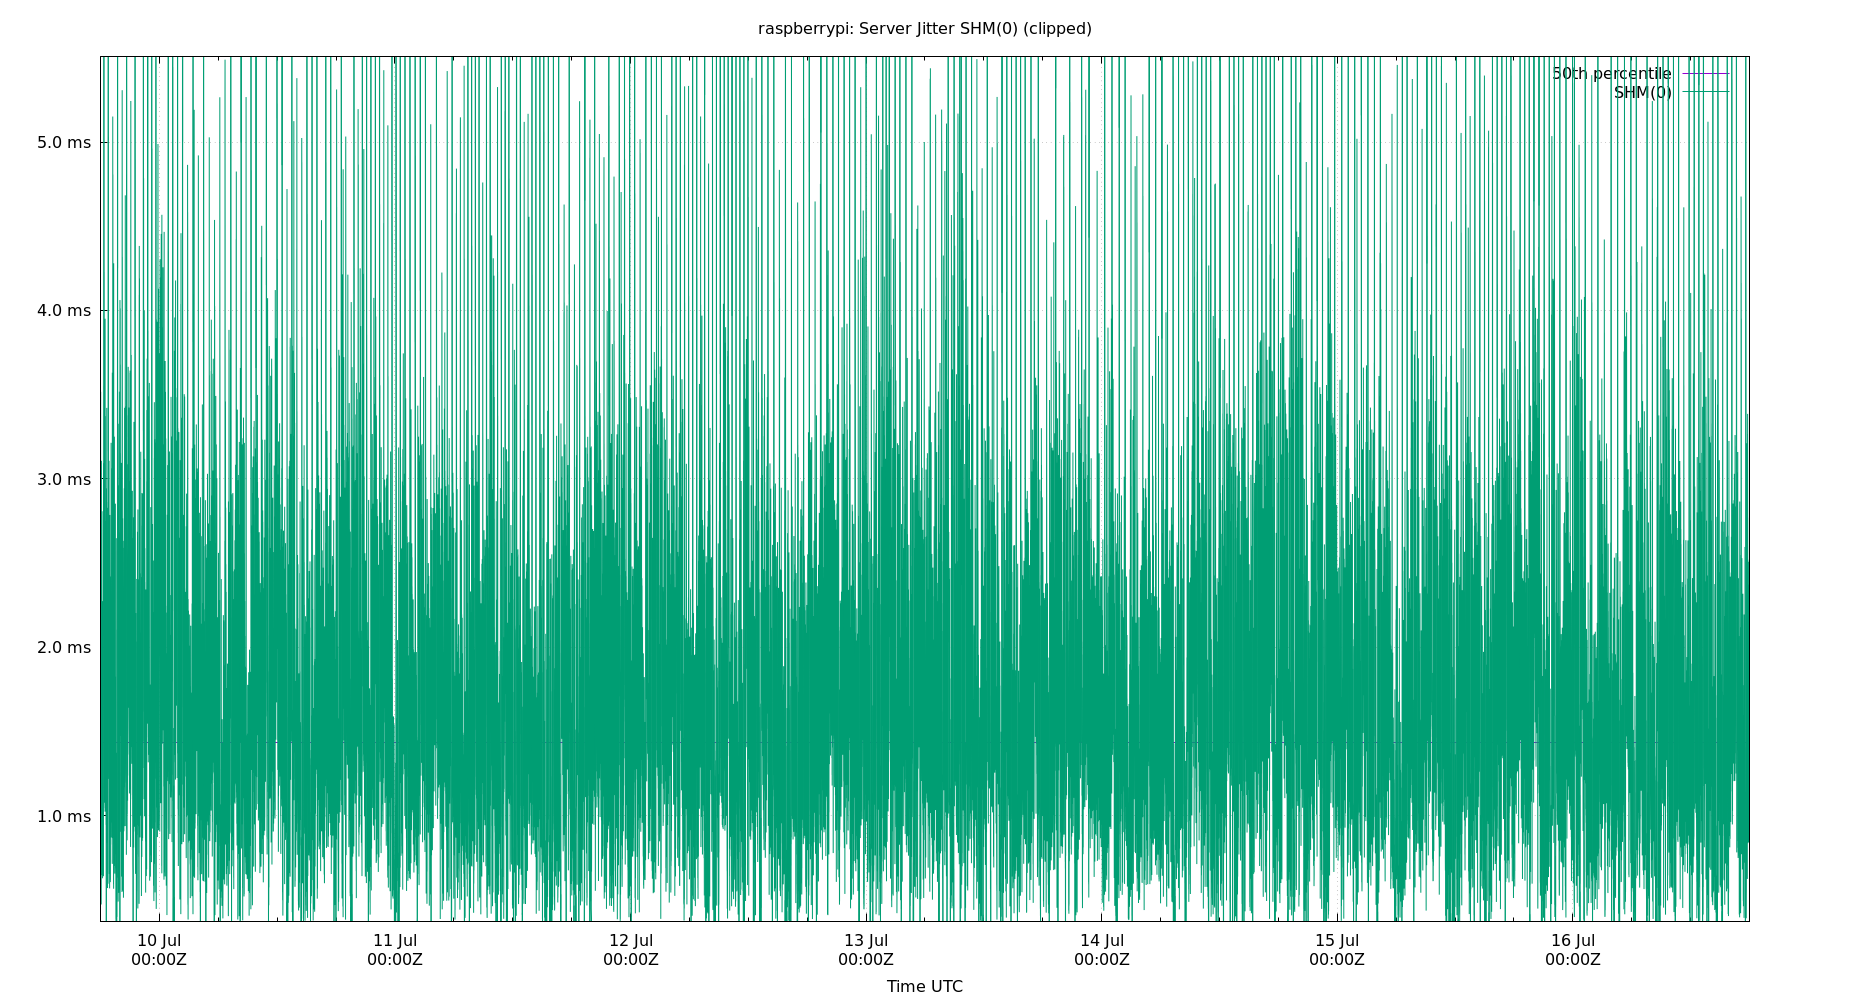 raspberrypi: Server Jitter SHM(0) (clipped)
50th percentile
SHM(0)
5.0 ms
4.0 ms
3.0 ms
2.0 ms
1.0 ms
10 Jul 11 Jul 12 Jul 13 Jul 14 Jul 15 Jul 16 Jul
00:00Z 00:00Z 00:00Z 00:00Z 00:00Z 00:00Z 00:00Z
Time UTC